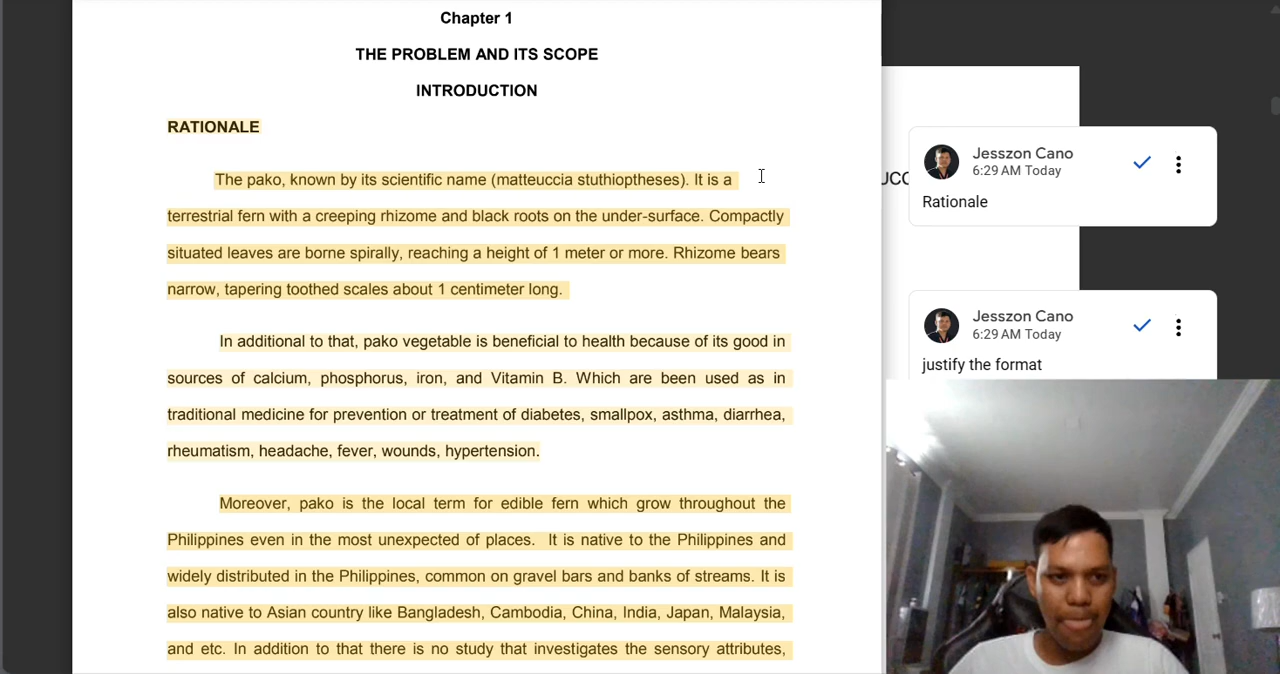 Chapter 1
THE PROBLEM AND ITS SCOPE
INTRODUCTION
RATIONALE
The pako, known by its scientific name (matteuccia stuthioptheses). It is a
terrestrial fern with a creeping rhizome and black roots on the under-surface. Compactly
situated leaves are borne spirally, reaching a height of 1 meter or more. Rhizome bears
narrow, tapering toothed scales about 1 centimeter long.
In additional to that, pako vegetable is beneficial to health because of its good in
sources of calcium, phosphorus, iron, and Vitamin B. Which are been used as in
traditional medicine for prevention or treatment of diabetes, smallpox, asthma, diarrhea,
rheumatism, headache, fever, wounds, hypertension.
Moreover, pako is the local term for edible fern which grow throughout the
Philippines even in the most unexpected of places. It is native to the Philippines and
widely distributed in the Philippines, common on gravel bars and banks of streams. It is
also native to Asian country like Bangladesh, Cambodia, China, India, Japan, Malaysia,
and etc. In addition to that there is no study that investigates the sensory attributes,
Jesszon Cano
6:29 AM Today
Rationale
Jesszon Cano
6:29 AM Today
justify the format